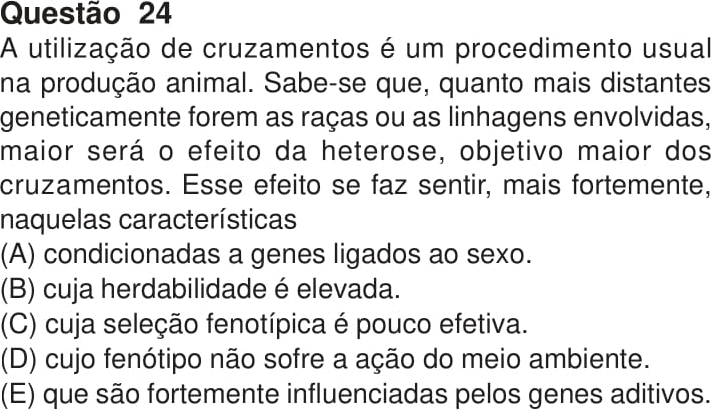 Questão 24
A utilização de cruzamentos é um procedimento usual
na produção animal. Sabe-se que, quanto mais distantes
geneticamente forem as raças ou as linhagens envolvidas,
maior será o efeito da heterose, objetivo maior dos
cruzamentos. Esse efeito se faz sentir, mais fortemente,
naquelas características
(A) condicionadas a genes ligados ao sexo.
(B) cuja herdabilidade é elevada.
(C) cuja seleção fenotípica é pouco efetiva.
(D) cujo fenótipo não sofre a ação do meio ambiente.
(E) que são fortemente influenciadas pelos genes aditivos.